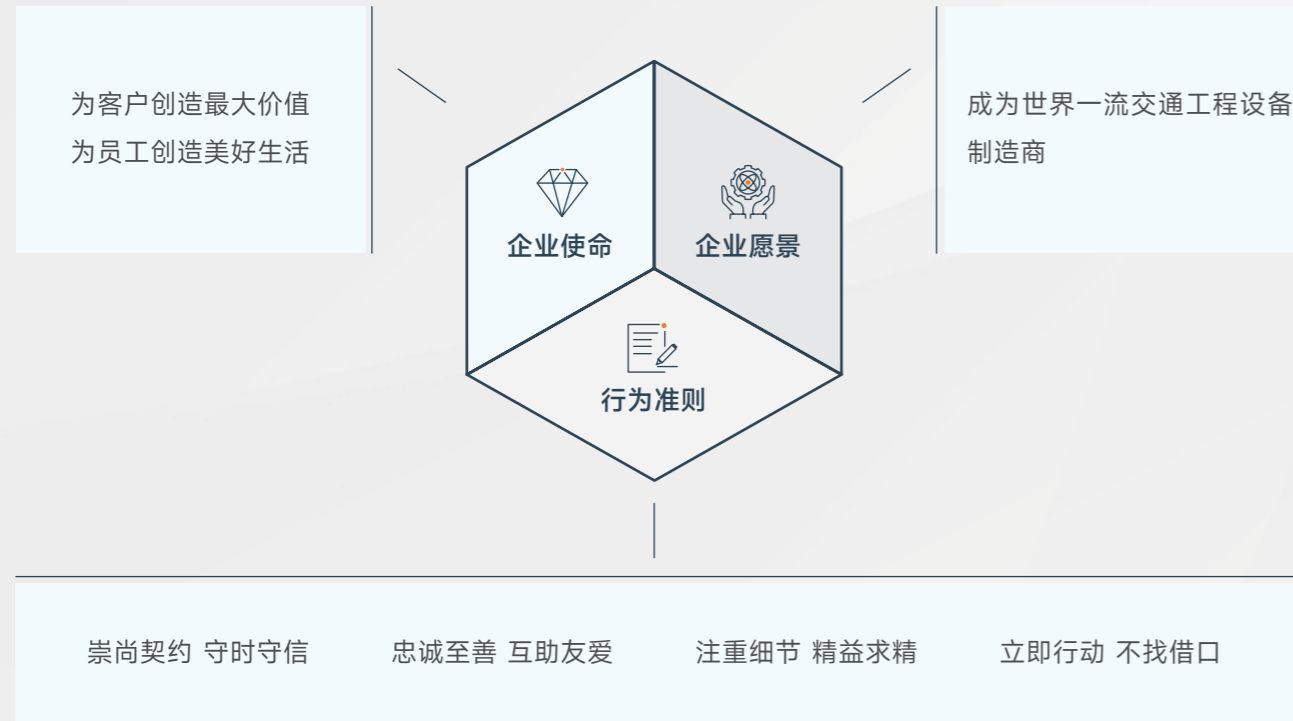 为客户创造最大价值
为员工创造美好生活
成为世界一流交通工程设备
制造商
企业使命
企业愿景
行为准则
崇尚契约 守时守信
忠诚至善 互助友爱
注重细节 精益求精
立即行动 不找借口